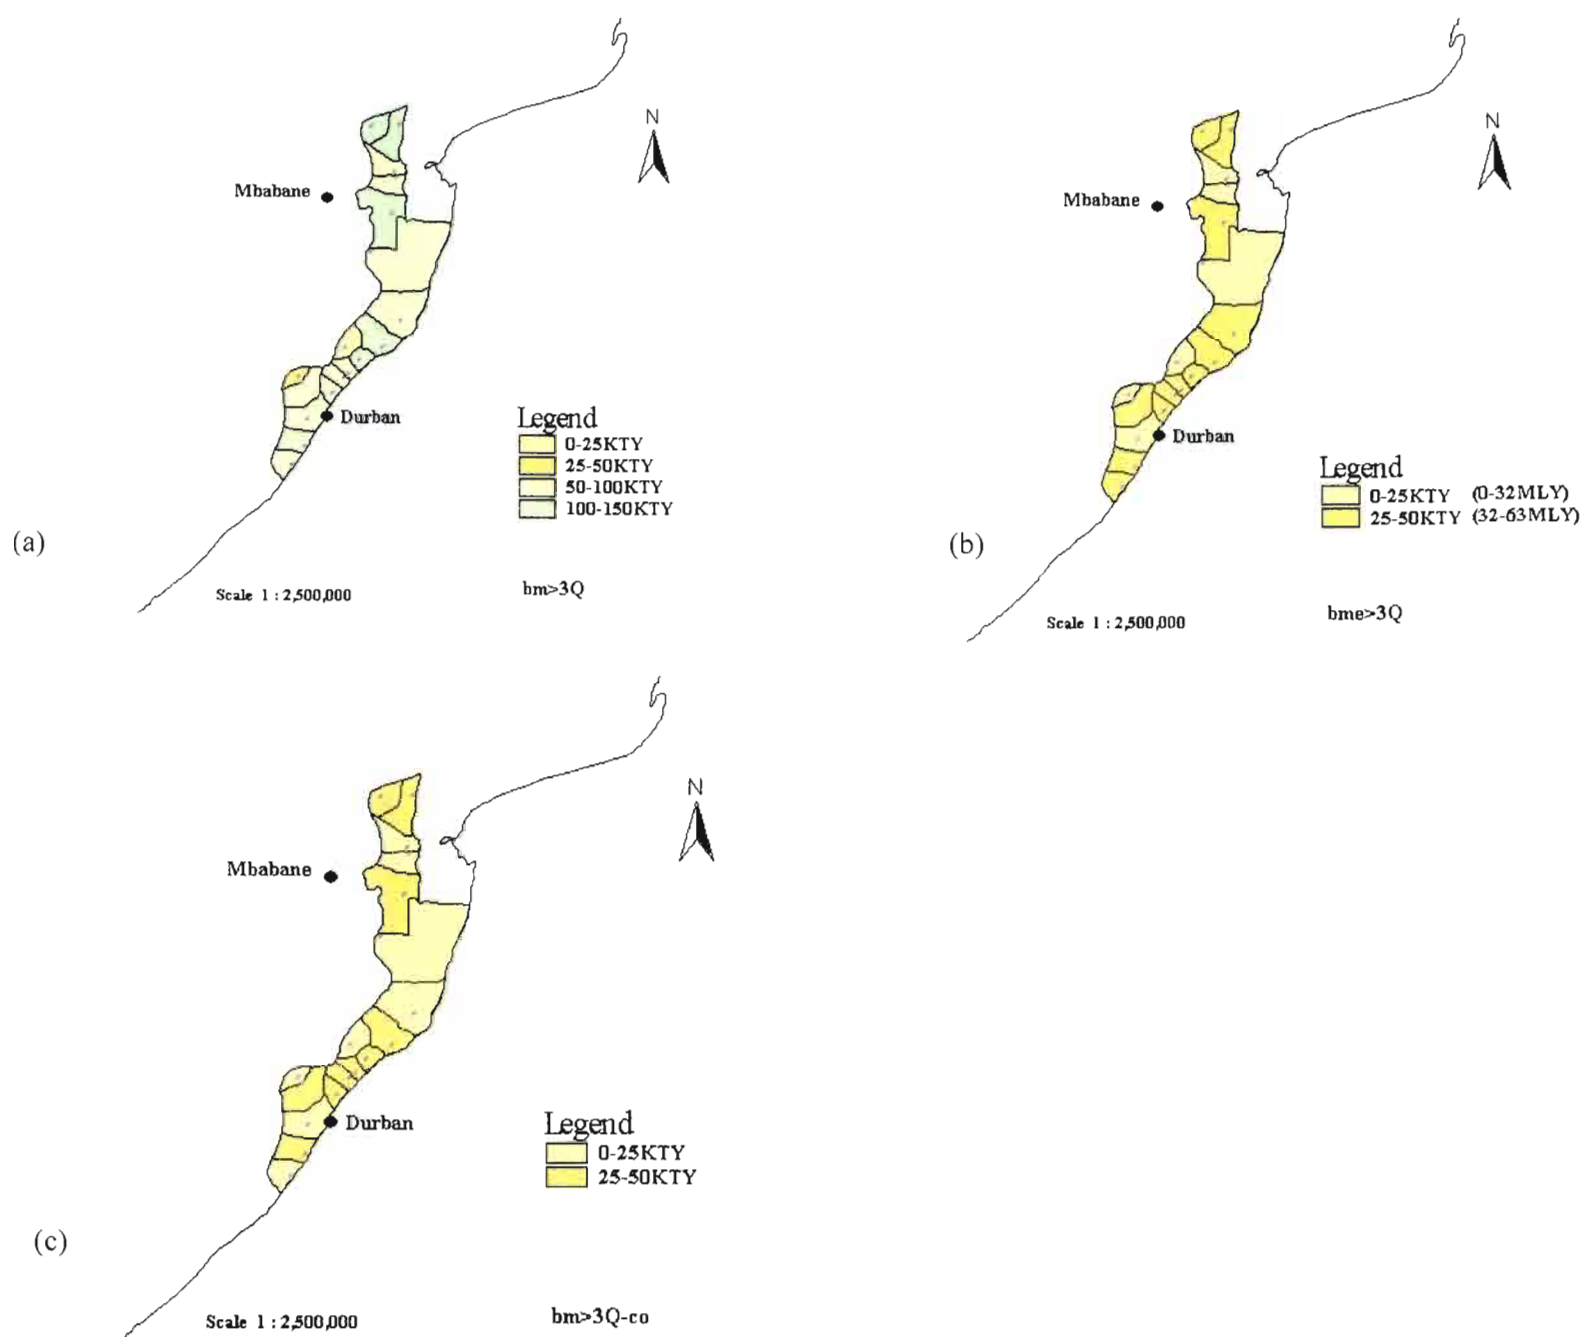 N
Mbabane
Durban
Legend
0-25KTY
25-50KTY
50-100KTY
100-150KTY
(a)
Scale 1 : 2,500,000
bm>3Q
N
Mbabane
Durban
Legend
0-25KTY (0-32MLY)
25-50KTY (32-63MLY)
(b)
Scale 1 : 2,500,000
bme>3Q
N
Mbabane
Durban
Legend
0-25KTY
25-50KTY
(c)
Scale 1 : 2,500,000
bm>3Q-co